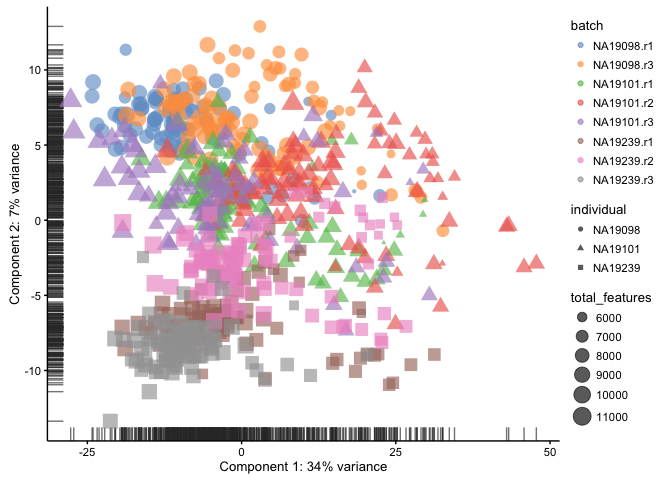 batch
NA19098.r1
NA19098.r3
NA19101.r1
NA19101.r2
NA19101.r3
NA19239.r1
NA19239.r2
NA19239.r3
individual
NA19098
NA19101
NA19239
total_features
6000
7000
8000
9000
10000
11000
10
5
0
-5
-10
Component 2: 7% variance
-25
0
25
50
Component 1: 34% variance